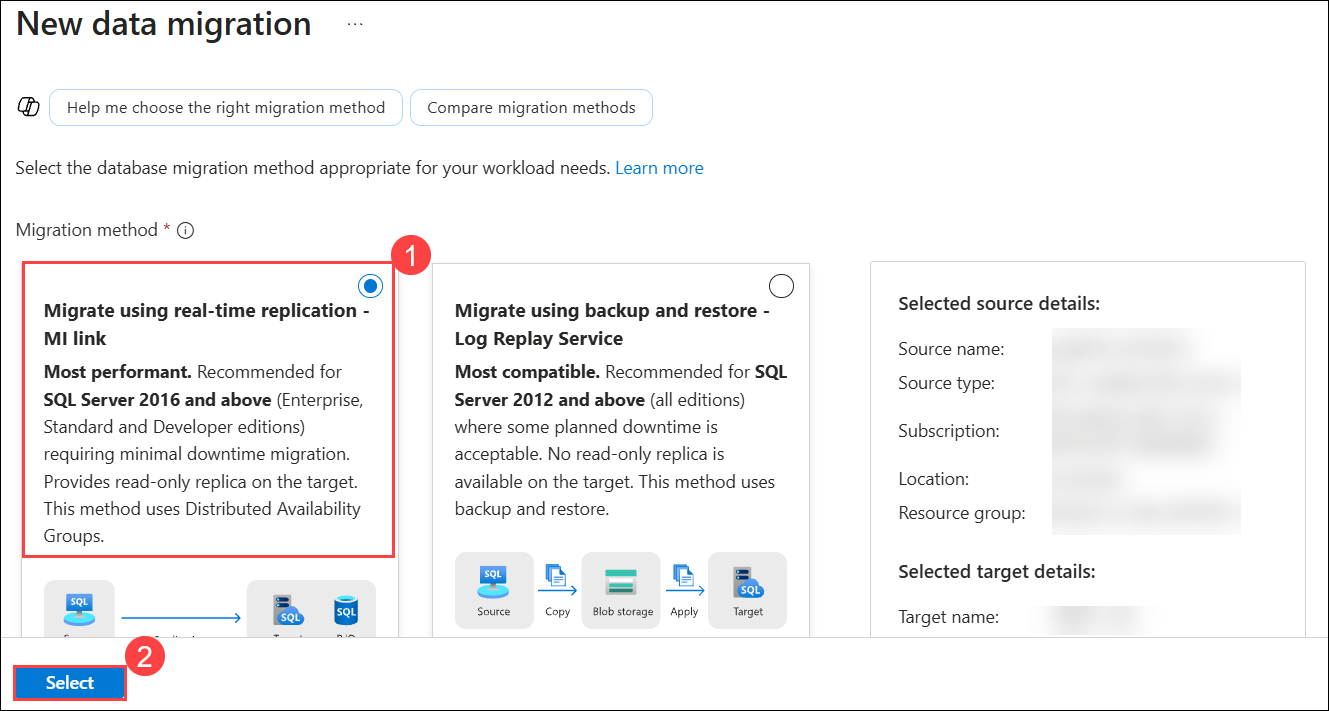 New data migration ...
Help me choose the right migration method
Compare migration methods
Select the database migration method appropriate for your workload needs. Learn more
Migration method *
1
Migrate using real-time replication -
MI link
Most performant. Recommended for
SQL Server 2016 and above (Enterprise,
Standard and Developer editions)
requiring minimal downtime migration.
Provides read-only replica on the target.
This method uses Distributed Availability
Groups.
SQL
SQL
SQL
Migrate using backup and restore -
Log Replay Service
Most compatible. Recommended for SQL
Server 2012 and above (all editions)
where some planned downtime is
acceptable. No read-only replica is
available on the target. This method uses
backup and restore.
SQL
SQL
Source
Copy
Blob storage
Apply
Target
Selected source details:
Source name:
Source type:
Subscription:
Location:
Resource group:
Selected target details:
Target name:
2
Select